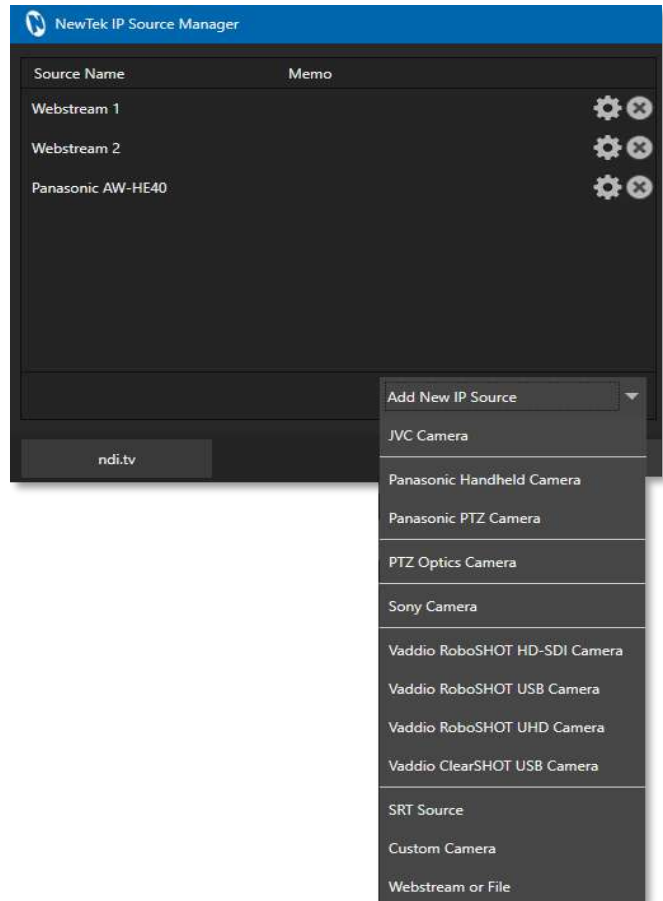 NewTek IP Source Manager
Source Name Memo
Webstream 1
Webstream 2
Panasonic AW-HE40
Add New IP Source
JVC Camera
ndi.tv
Panasonic Handheld Camera
Panasonic PTZ Camera
PTZ Optics Camera
Sony Camera
Vaddio RoboSHOT HD-SDI Camera
Vaddio RoboSHOT USB Camera
Vaddio RoboSHOT UHD Camera
Vaddio ClearSHOT USB Camera
SRT Source
Custom Camera
Webstream or File